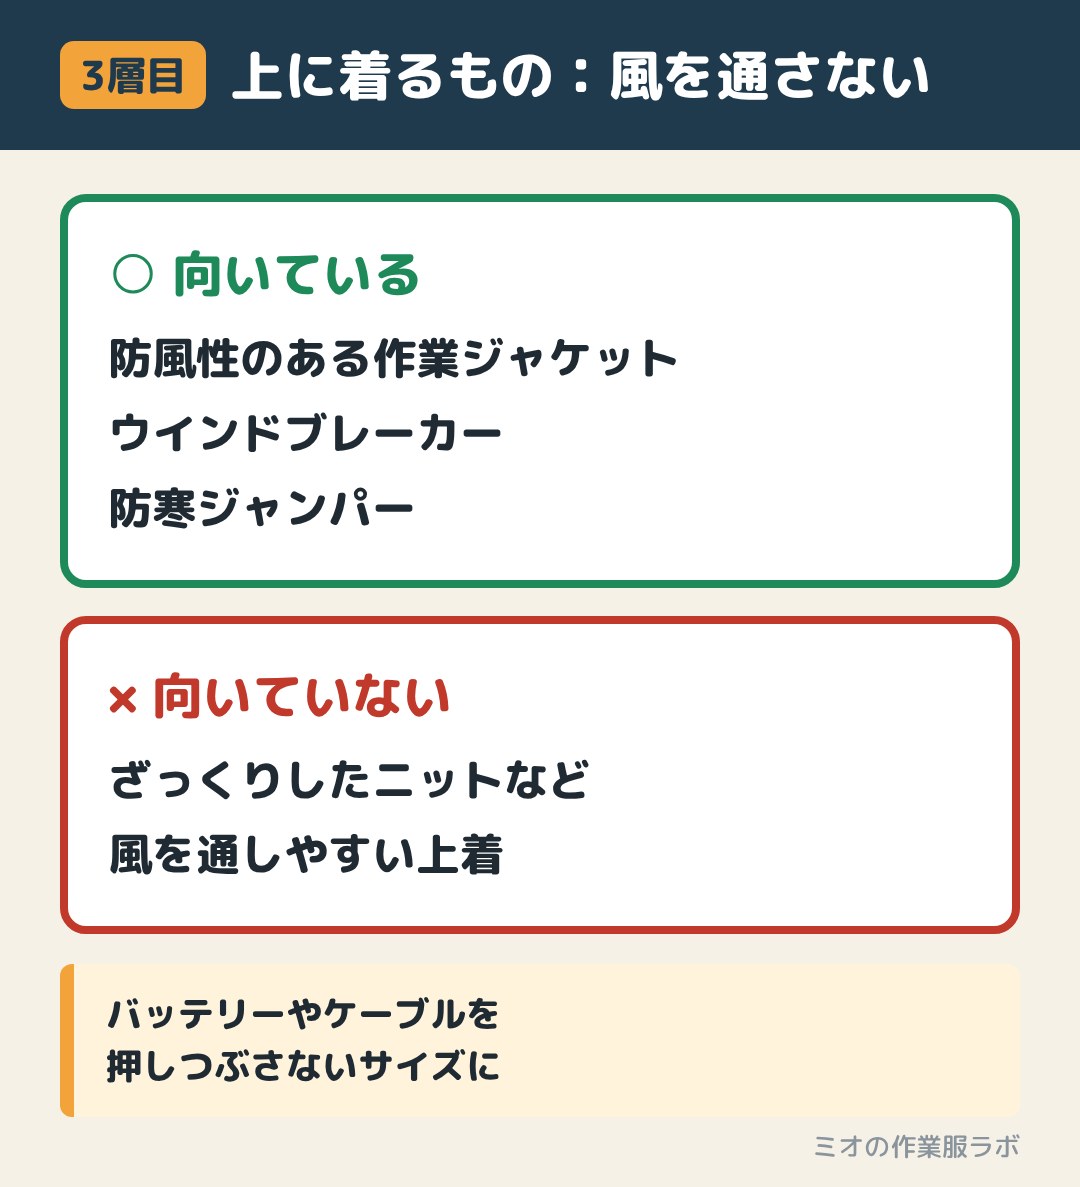 3層目 上に着るもの：風を通さない
○ 向いている
防風性のある作業ジャケット
ウインドブレーカー
防寒ジャンパー
× 向いていない
ざっくりしたニットなど
風を通しやすい上着
バッテリーやケーブルを
押しつぶさないサイズに
ミオの作業服ラボ